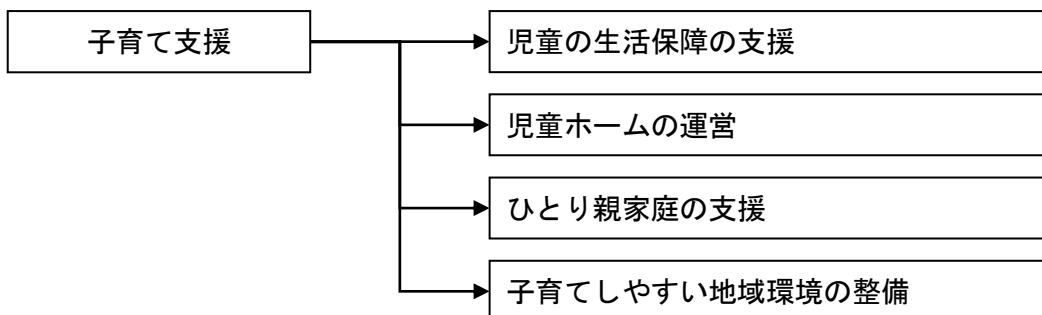 子育て支援
児童の生活保障の支援
児童ホームの運営
ひとり親家庭の支援
子育てしやすい地域環境の整備